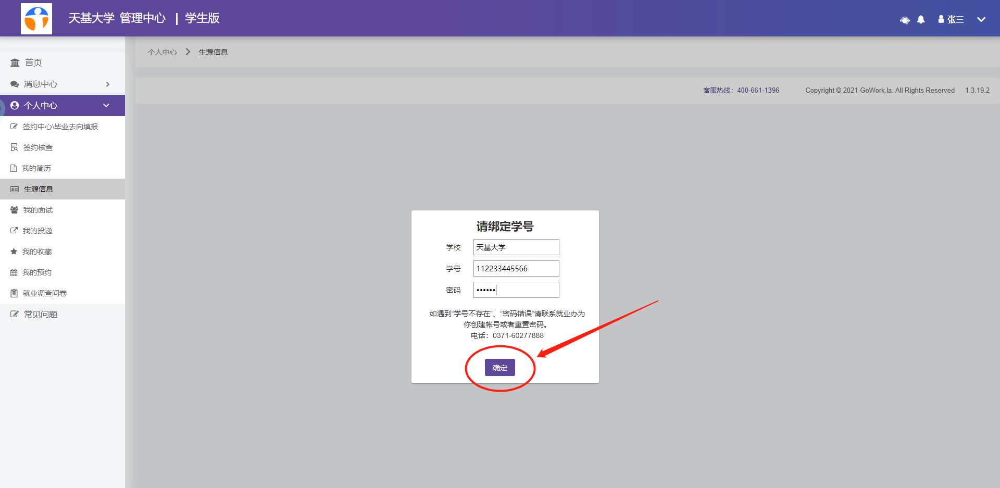 天基大学 管理中心 | 学生版
张三
首页
消息中心
个人中心
签约中心\毕业去向填报
签约核查
我的简历
生源信息
我的面试
我的投递
我的收藏
我的预约
就业调查问卷
常见问题
个人中心 > 生源信息
客服热线：400-661-1396 Copyright © 2021 GoWork.la. All Rights Reserved 1.3.19.2
请绑定学号
学校 天基大学
学号 112233445566
密码 ••••••
如遇到“学号不存在”、“密码错误”请联系就业办为
你创建帐号或者重置密码。
电话：0371-60277888
确定